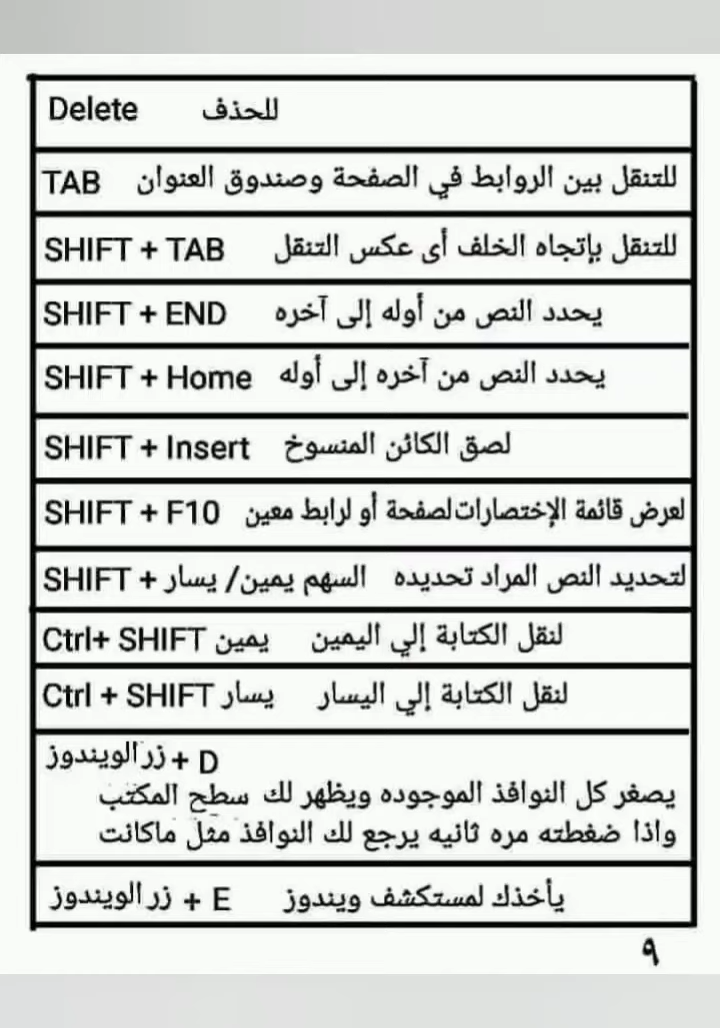 Delete للحذف
TAB للتنقل بين الروابط في الصفحة وصندوق العنوان
SHIFT + TAB للتنقل بإتجاه الخلف أى عكس التنقل
SHIFT + END يحدد النص من أوله إلى آخره
SHIFT + Home يحدد النص من آخره إلى أوله
SHIFT + Insert لصق الكائن المنسوخ
SHIFT + F10 لعرض قائمة الإختصارات لصفحة أو لرابط معين
SHIFT + السهم يمين/ يسار لتحديد النص المراد تحديده
Ctrl+ SHIFT يمين لنقل الكتابة إلي اليمين
Ctrl + SHIFT يسار لنقل الكتابة إلي اليسار
زر الويندوز + D
يصغر كل النوافذ الموجوده ويظهر لك سطح المكتب
واذا ضغطته مره ثانيه يرجع لك النوافذ مثل ماكانت
زر الويندوز + E يأخذك لمستكشف ويندوز
٩